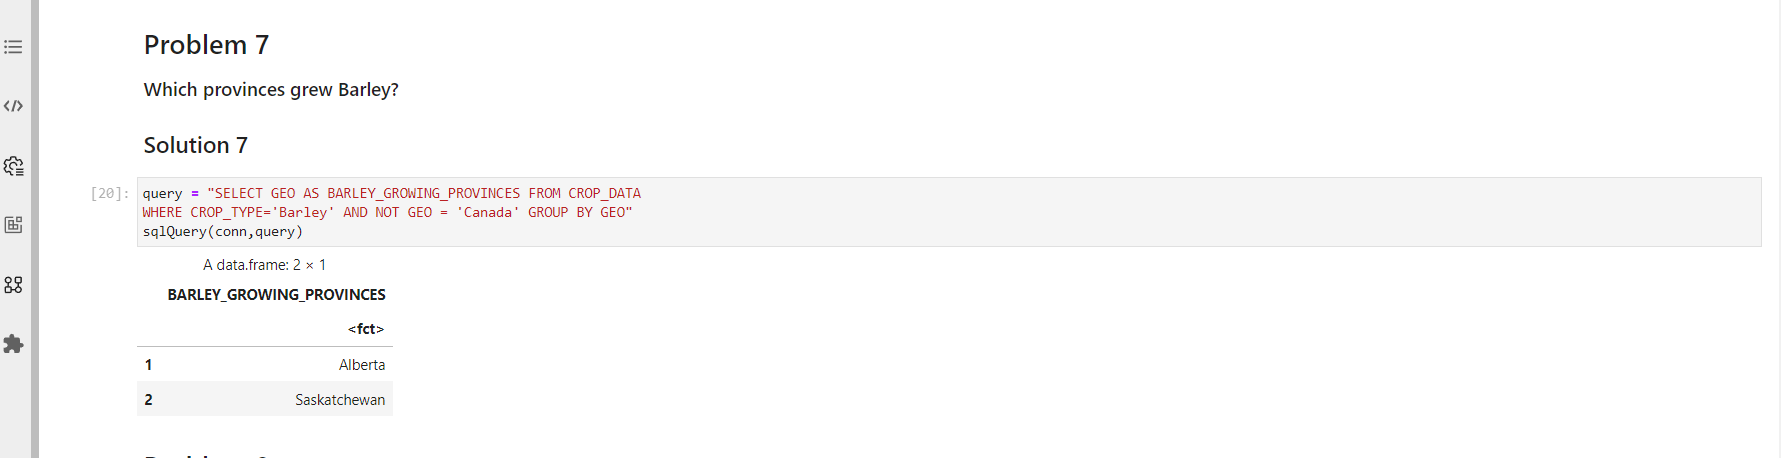 Problem 7
Which provinces grew Barley?
Solution 7
[20]: query = "SELECT GEO AS BARLEY_GROWING_PROVINCES FROM CROP_DATA
WHERE CROP_TYPE='Barley' AND NOT GEO = 'Canada' GROUP BY GEO"
sqlQuery(conn,query)
A data.frame: 2 × 1
BARLEY_GROWING_PROVINCES
<fct>
1 Alberta
2 Saskatchewan